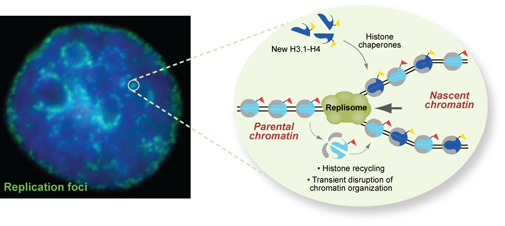 New H3.1-H4
Histone
chaperones
Replisome
Parental
chromatin
Nascent
chromatin
• Histone recycling
• Transient disruption of
chromatin organization
Replication foci